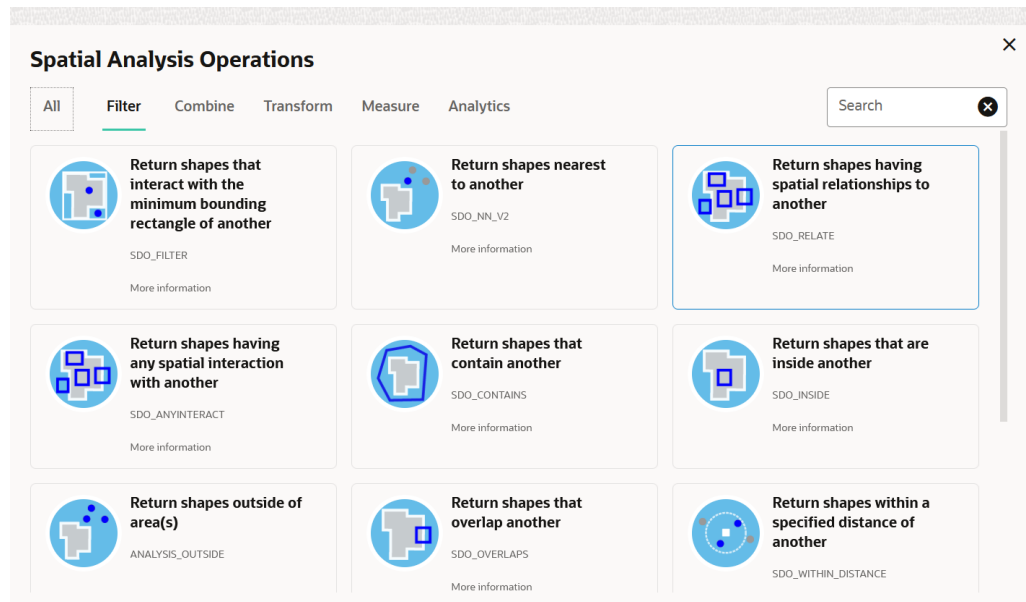 Spatial Analysis Operations
All
Filter
Combine
Transform
Measure
Analytics
Search
Return shapes that
interact with the
minimum bounding
rectangle of another
SDO_FILTER
More information
Return shapes nearest
to another
SDO_NN_V2
More information
Return shapes having
spatial relationships to
another
SDO_RELATE
More information
Return shapes having
any spatial interaction
with another
SDO_ANYINTERACT
More information
Return shapes that
contain another
SDO_CONTAINS
More information
Return shapes that are
inside another
SDO_INSIDE
More information
Return shapes outside of
area(s)
ANALYSIS_OUTSIDE
Return shapes that
overlap another
SDO_OVERLAPS
More information
Return shapes within a
specified distance of
another
SDO_WITHIN_DISTANCE